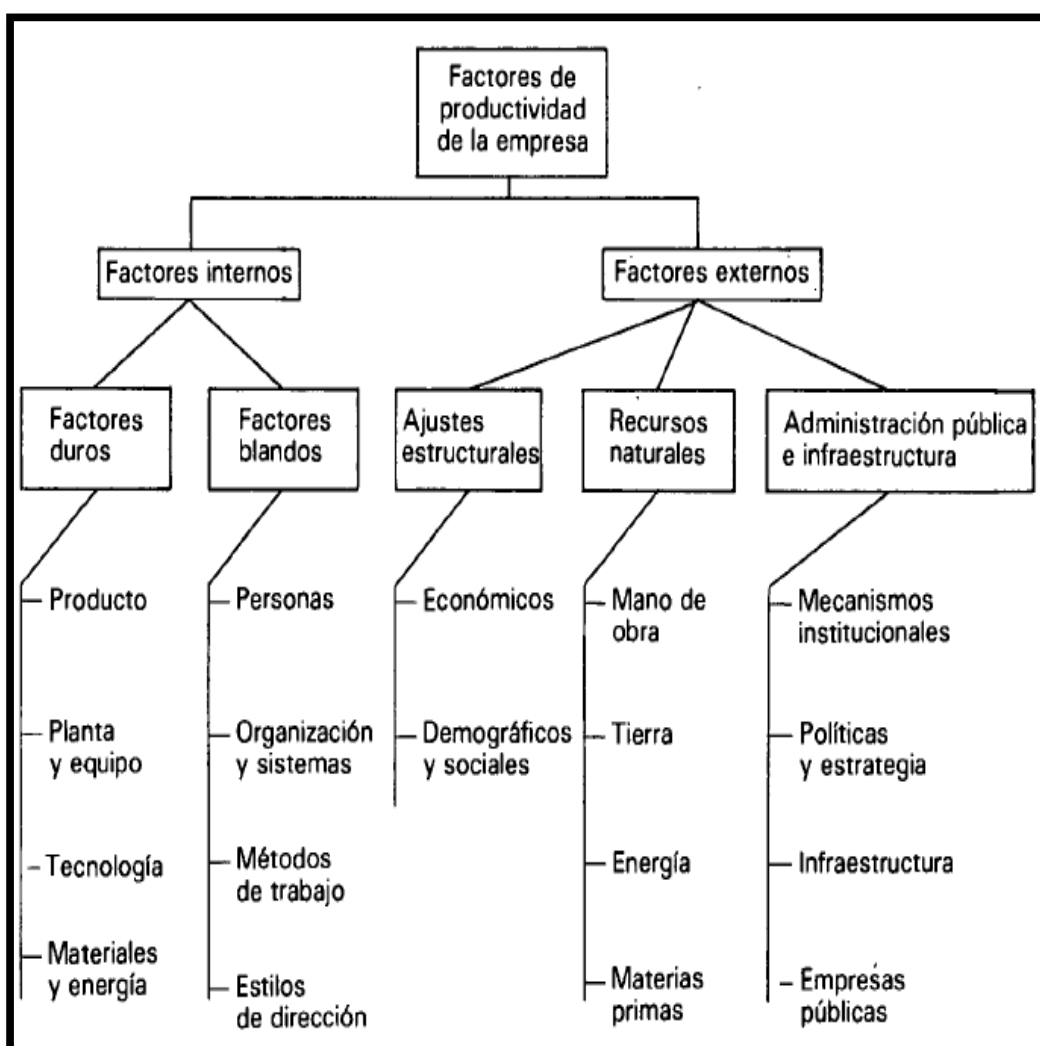 Factores de
productividad
de la empresa
Factores internos
Factores externos
Factores
duros
Factores
blandos
Ajustes
estructurales
Recursos
naturales
Administración pública
e infraestructura
Producto
Planta
y equipo
Tecnología
Materiales
y energía
Personas
Organización
y sistemas
Métodos
de trabajo
Estilos
de dirección
Económicos
Demográficos
y sociales
Mano de
obra
Tierra
Energía
Materias
primas
Mecanismos
institucionales
Políticas
y estrategia
Infraestructura
Empresas
públicas